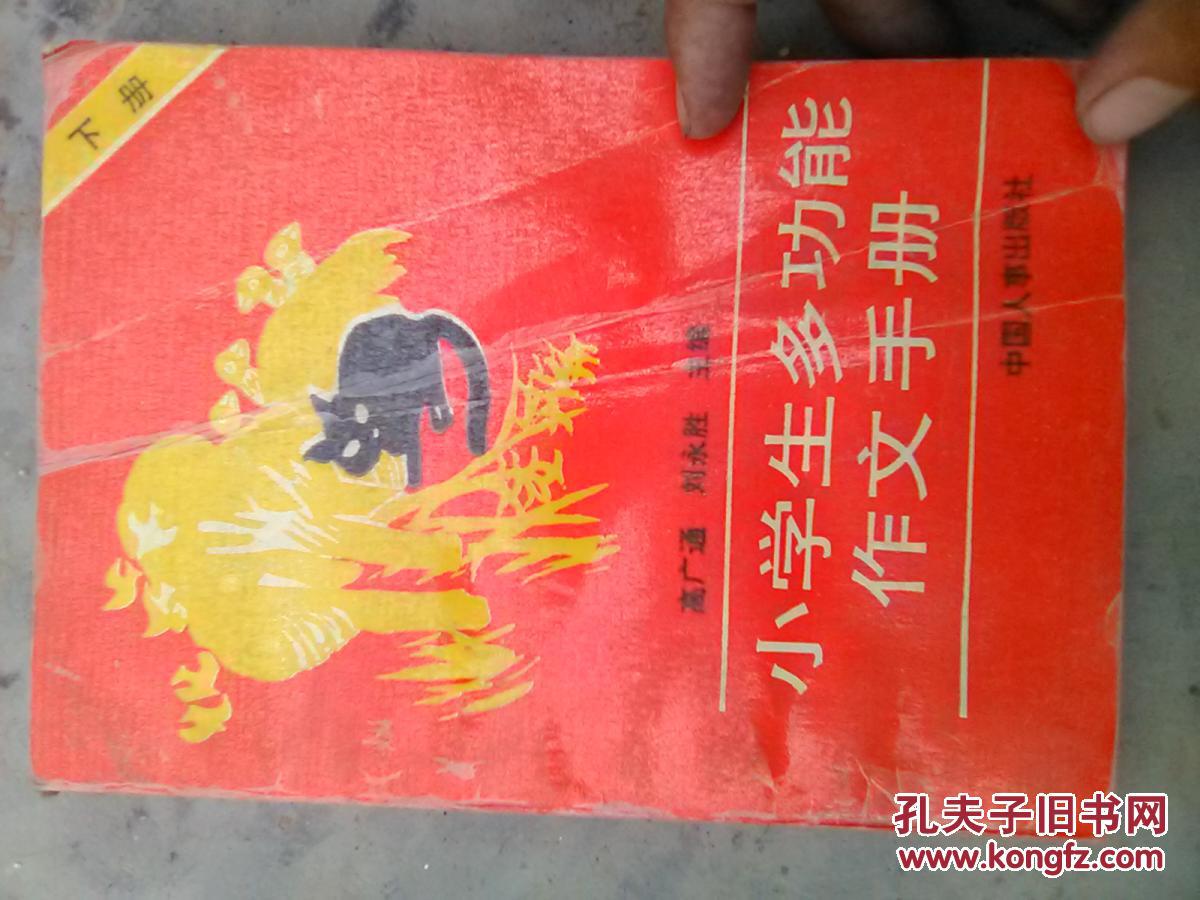 下册
高广通 刘永胜 主编
小学生多功能
作文手册
中国人事出版社
孔夫子旧书网
www.kongfz.com